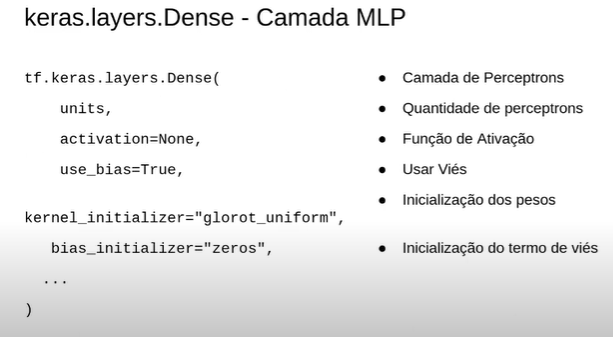 keras.layers.Dense - Camada MLP
tf.keras.layers.Dense(
● Camada de Perceptrons
units,
● Quantidade de perceptrons
activation=None,
● Função de Ativação
use_bias=True,
● Usar Viés
● Inicialização dos pesos
kernel_initializer="glorot_uniform",
bias_initializer="zeros",
● Inicialização do termo de viés
...
)